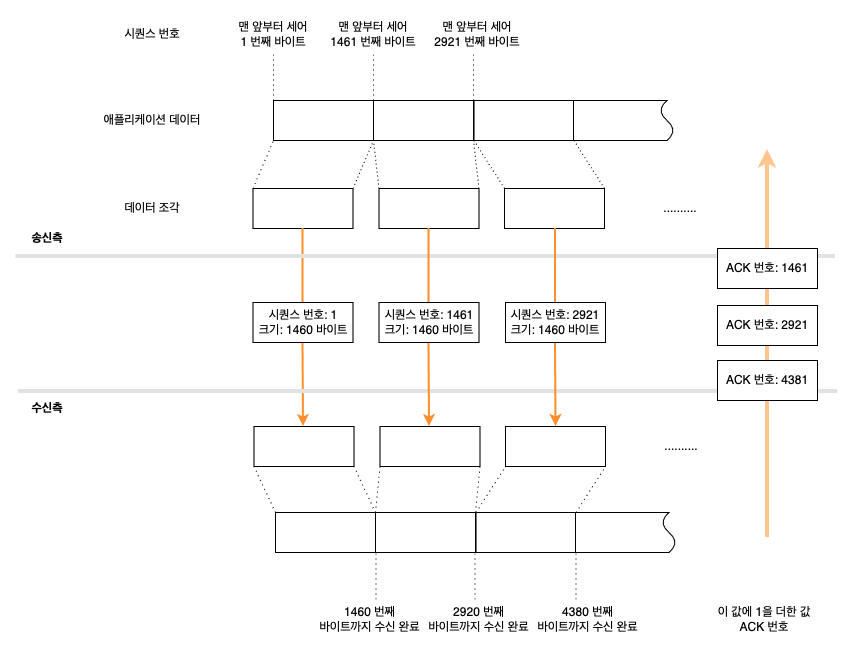 시퀀스 번호
맨 앞부터 세어
1 번째 바이트
맨 앞부터 세어
1461 번째 바이트
맨 앞부터 세어
2921 번째 바이트
애플리케이션 데이터
데이터 조각
..........
송신측
ACK 번호: 1461
시퀀스 번호: 1
크기: 1460 바이트
시퀀스 번호: 1461
크기: 1460 바이트
시퀀스 번호: 2921
크기: 1460 바이트
ACK 번호: 2921
ACK 번호: 4381
수신측
..........
1460 번째
바이트까지 수신 완료
2920 번째
바이트까지 수신 완료
4380 번째
바이트까지 수신 완료
이 값에 1을 더한 값
ACK 번호